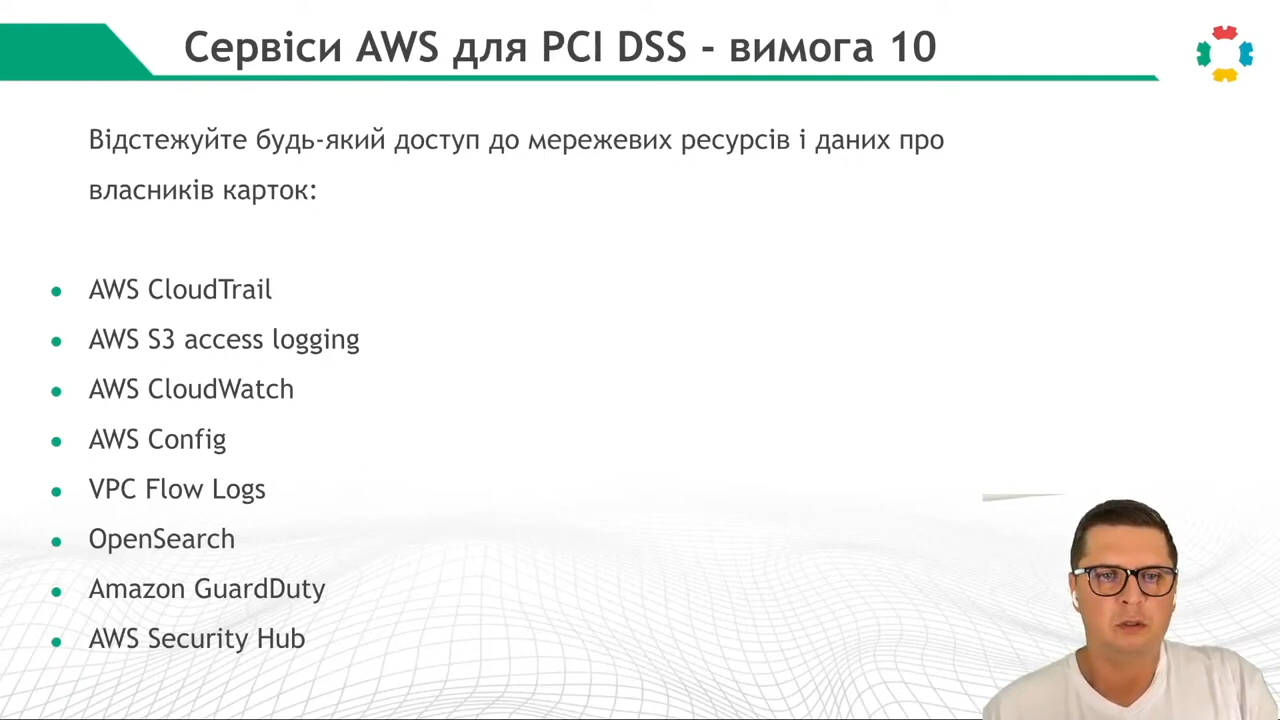 Сервіси AWS для PCI DSS - вимога 10
Відстежуйте будь-який доступ до мережевих ресурсів і даних про
власників карток:
AWS CloudTrail
AWS S3 access logging
AWS CloudWatch
AWS Config
VPC Flow Logs
OpenSearch
Amazon GuardDuty
AWS Security Hub